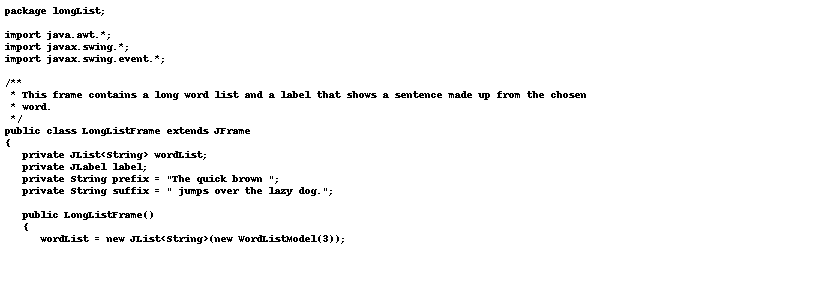 package longList;

import java.awt.*;
import javax.swing.*;
import javax.swing.event.*;

/**
 * This frame contains a long word list and a label that shows a sentence made up from the chosen
 * word.
 */
public class LongListFrame extends JFrame
{
   private JList<String> wordList;
   private JLabel label;
   private String prefix = "The quick brown ";
   private String suffix = " jumps over the lazy dog.";

   public LongListFrame()
   {
      wordList = new JList<String>(new WordListModel(3));